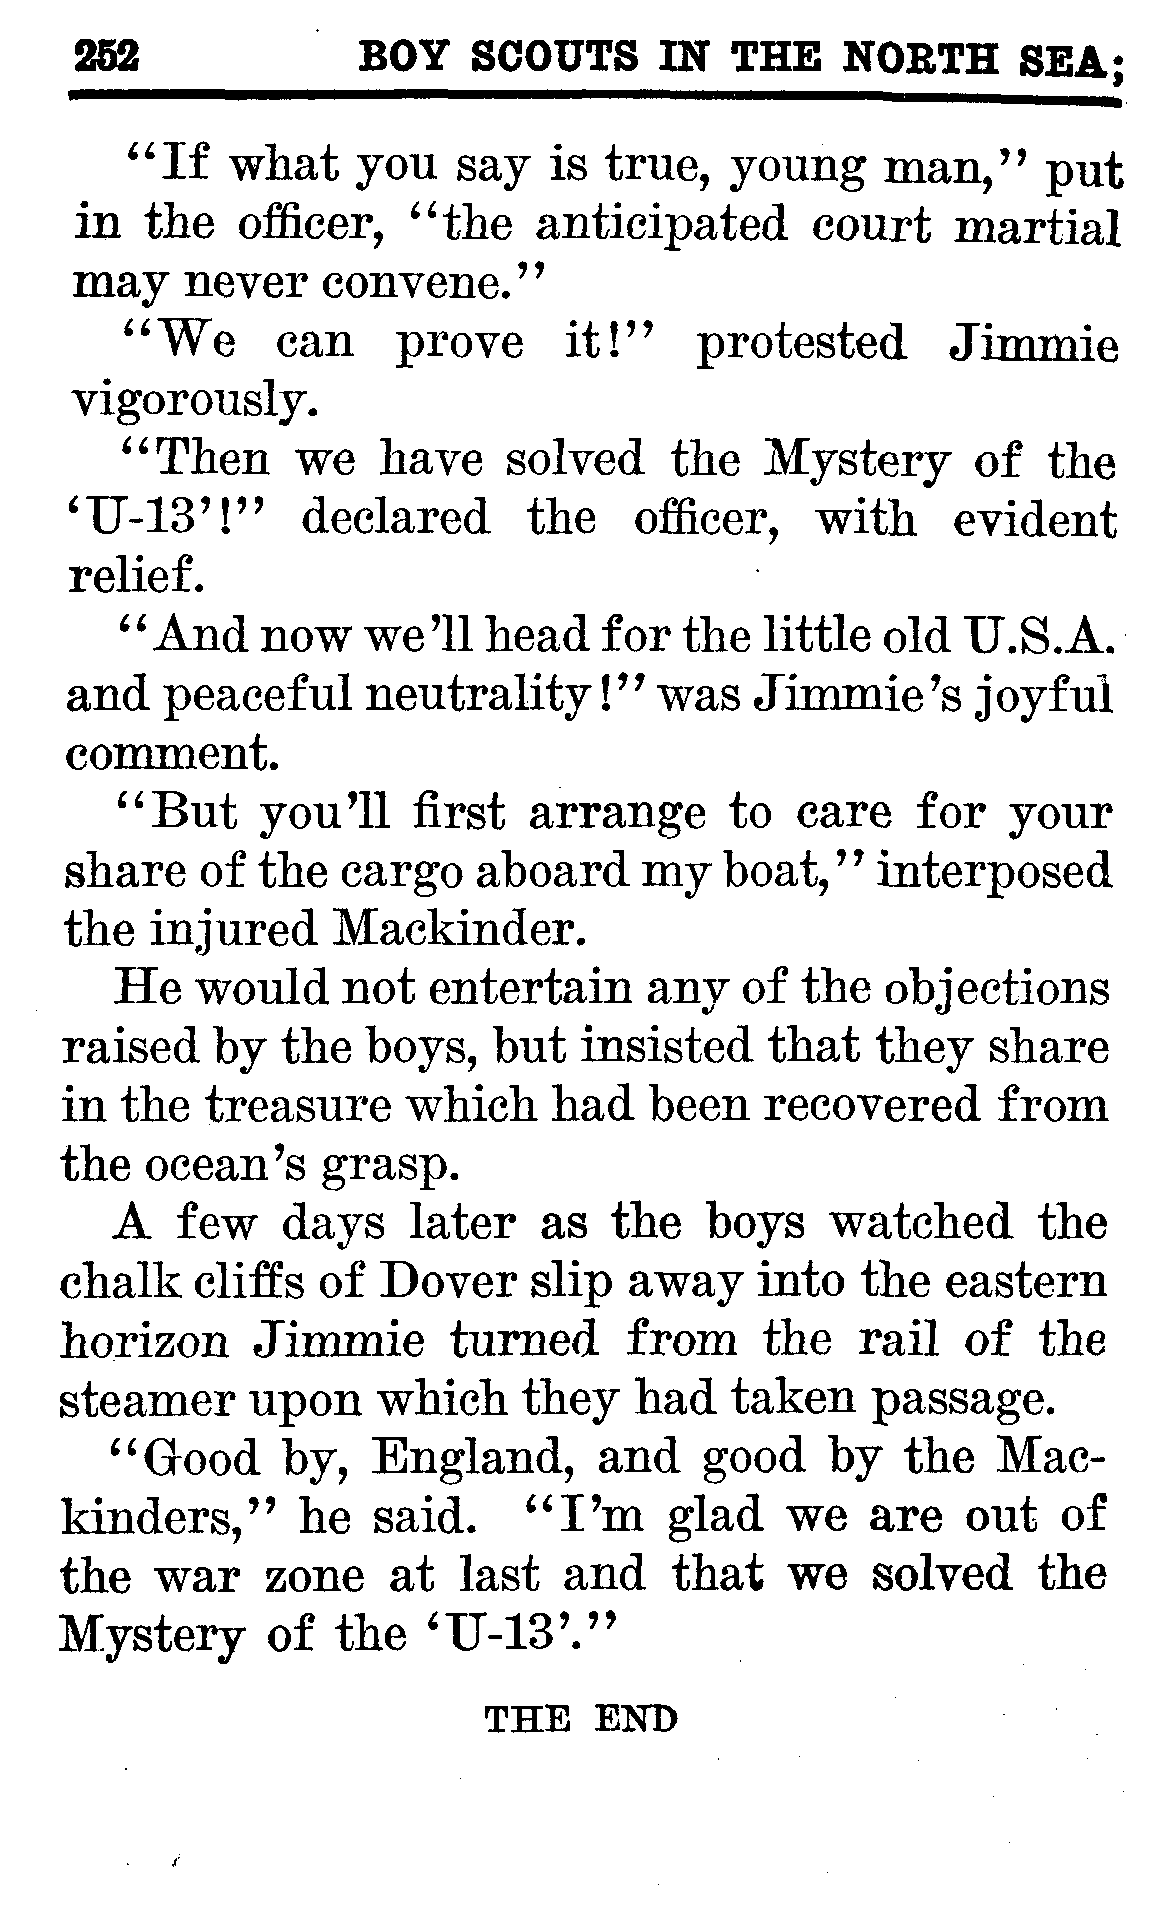 252 BOY SCOUTS IN THE NORTH SEA;
"If what you say is true, young man," put
in the officer, "the anticipated court martial
may never convene."
"We can prove it!" protested Jimmie
vigorously.
"Then we have solved the Mystery of the
'U-13'!" declared the officer, with evident
relief.
"And now we'll head for the little old U.S.A.
and peaceful neutrality!" was Jimmie's joyful
comment.
"But you'll first arrange to care for your
share of the cargo aboard my boat," interposed
the injured Mackinder.
He would not entertain any of the objections
raised by the boys, but insisted that they share
in the treasure which had been recovered from
the ocean's grasp.
A few days later as the boys watched the
chalk cliffs of Dover slip away into the eastern
horizon Jimmie turned from the rail of the
steamer upon which they had taken passage.
"Good by, England, and good by the Mac-
kinders," he said. "I'm glad we are out of
the war zone at last and that we solved the
Mystery of the 'U-13'."
THE END